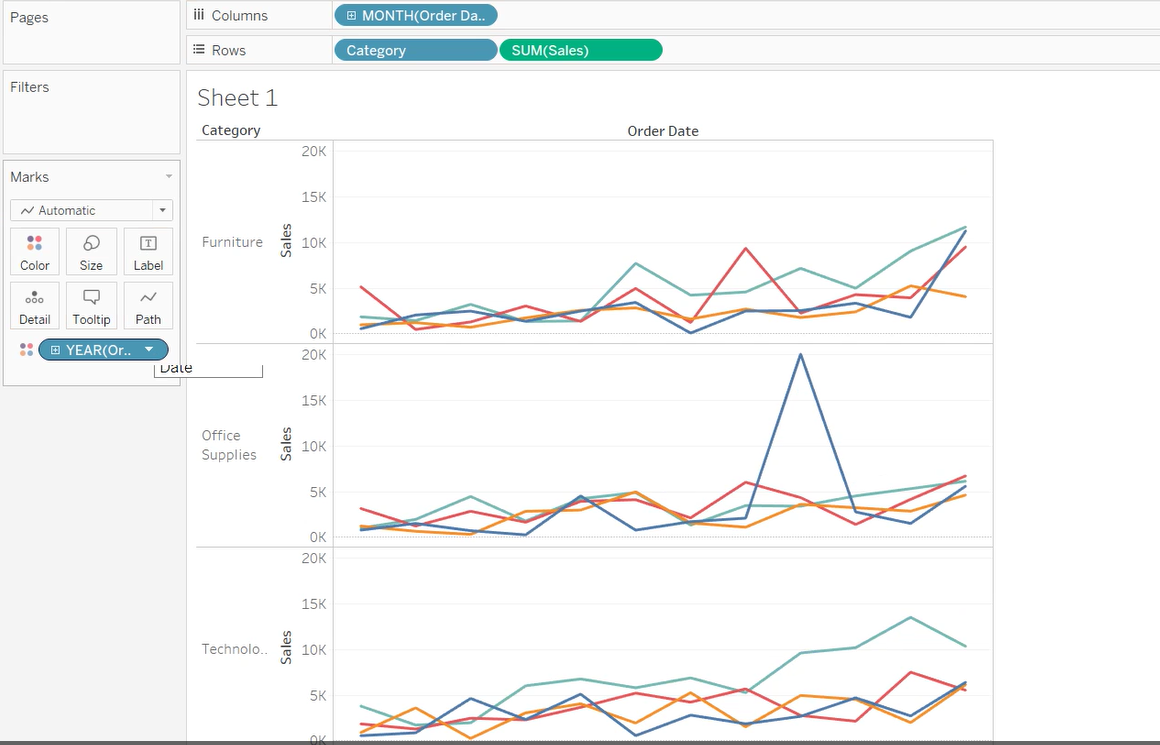 Pages
Columns
MONTH(Order Da..
Rows
Category
SUM(Sales)
Filters
Marks
Automatic
Color
Size
Label
Detail
Tooltip
Path
YEAR(Or..
Date
Sheet 1
Category
Order Date
Furniture
Sales
20K
15K
10K
5K
0K
Office
Supplies
Sales
20K
15K
10K
5K
0K
Technolo..
Sales
20K
15K
10K
5K
0K